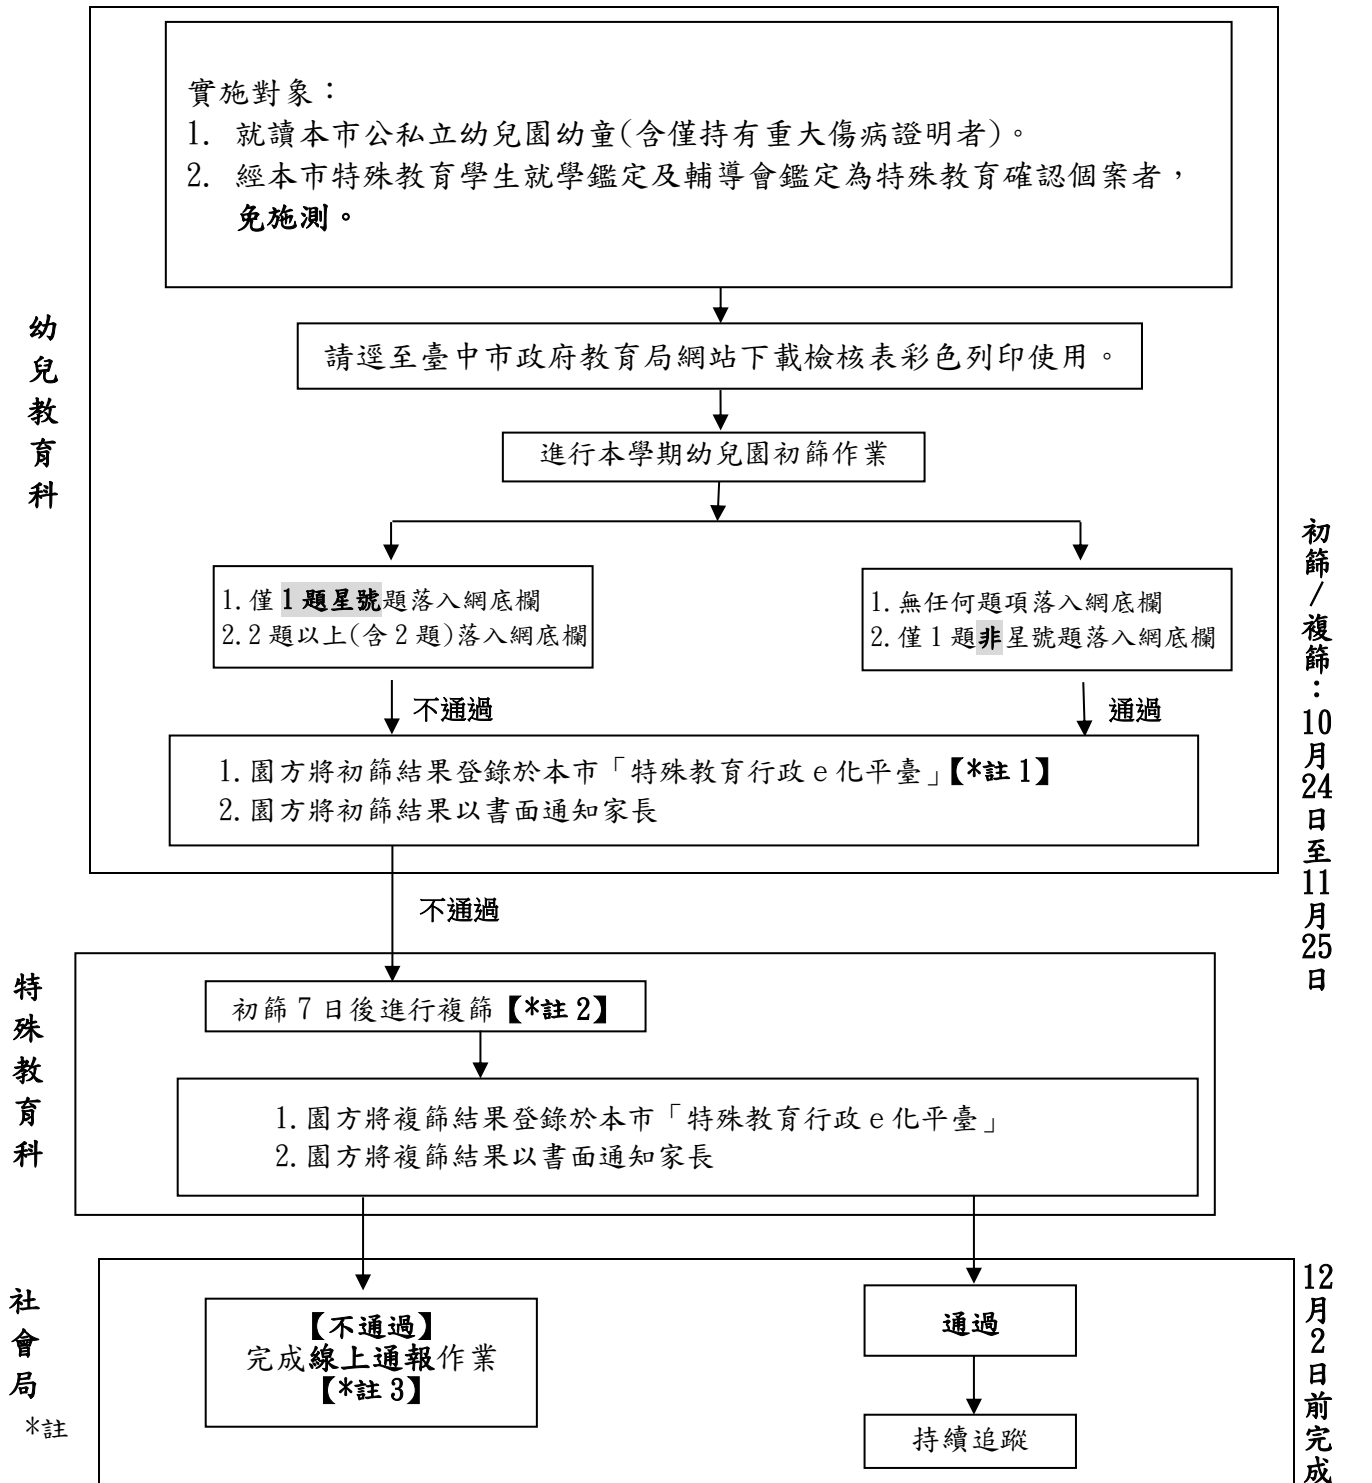 實施對象：
1. 就讀本市公私立幼兒園幼童(含僅持有重大傷病證明者)。
2. 經本市特殊教育學生就學鑑定及輔導會鑑定為特殊教育確認個案者，
免施測。
幼兒教育科
請逕至臺中市政府教育局網站下載檢核表彩色列印使用。
進行本學期幼兒園初篩作業
初篩/複篩：10月24日至11月25日
1.僅1題星號題落入網底欄
2.2題以上(含2題)落入網底欄
1.無任何題項落入網底欄
2.僅1題非星號題落入網底欄
不通過
通過
1.園方將初篩結果登錄於本市「特殊教育行政e化平臺」【*註1】
2.園方將初篩結果以書面通知家長
不通過
特殊教育科
初篩7日後進行複篩【*註2】
1.園方將複篩結果登錄於本市「特殊教育行政e化平臺」
2.園方將複篩結果以書面通知家長
社會局
12月2日前完成
【不通過】
完成線上通報作業
【*註3】
通過
持續追蹤
*註